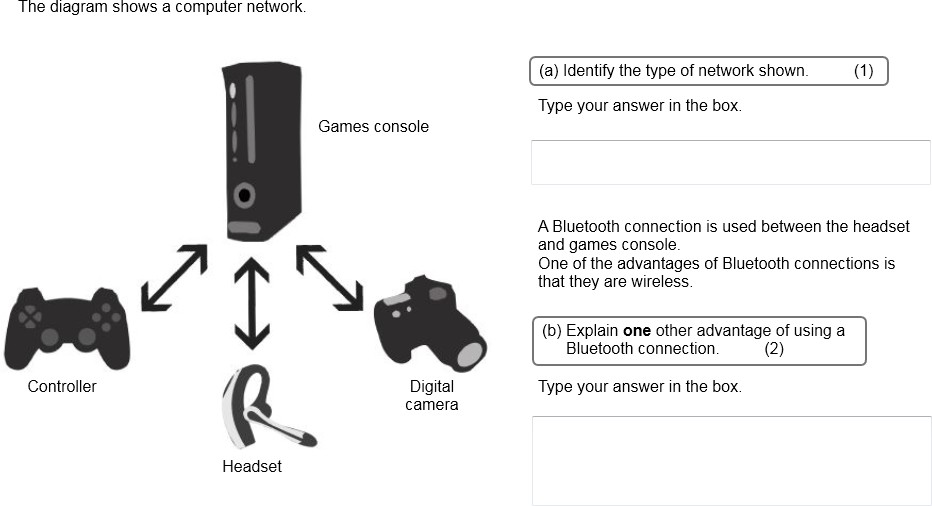 The diagram shows a computer network.
Games console
Controller
Headset
Digital
camera
(a) Identify the type of network shown. (1)
Type your answer in the box.
A Bluetooth connection is used between the headset
and games console.
One of the advantages of Bluetooth connections is
that they are wireless.
(b) Explain one other advantage of using a
Bluetooth connection. (2)
Type your answer in the box.